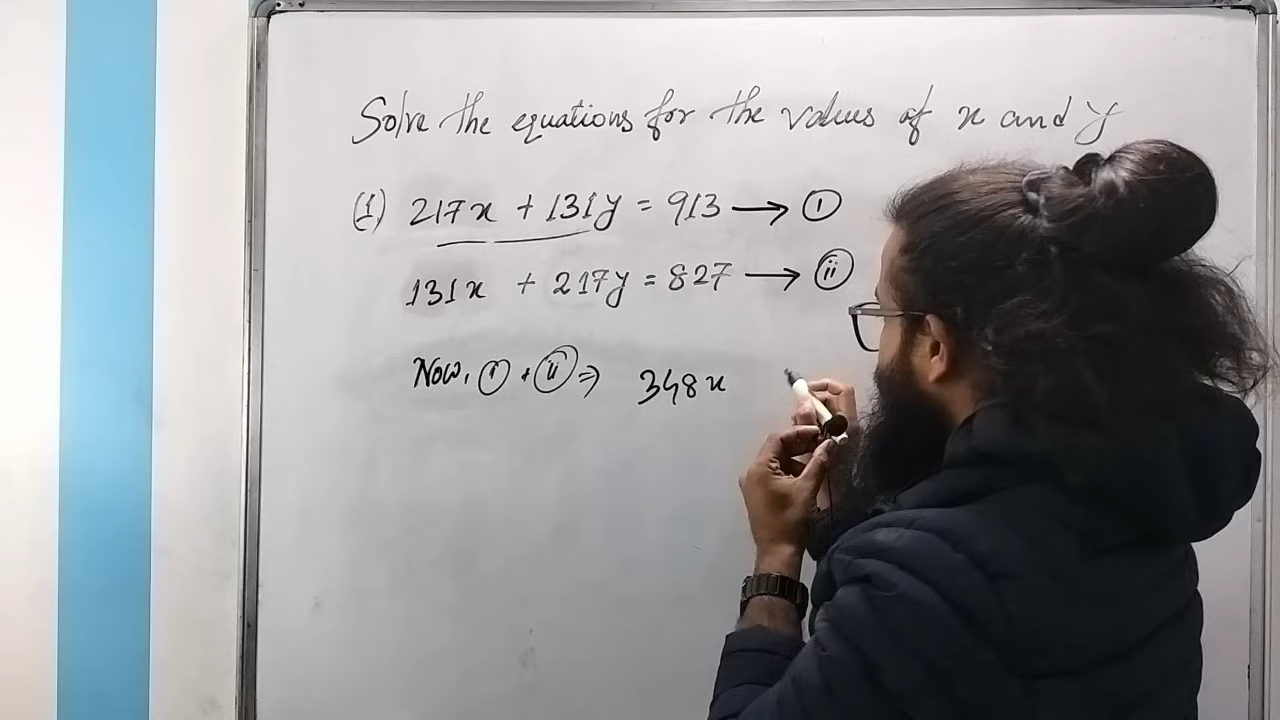 Solve the equations for the values of x and y
(1) 217x + 131y = 913 → (i)
131x + 217y = 827 → (ii)
Now, (i) + (ii) ⇒ 348x